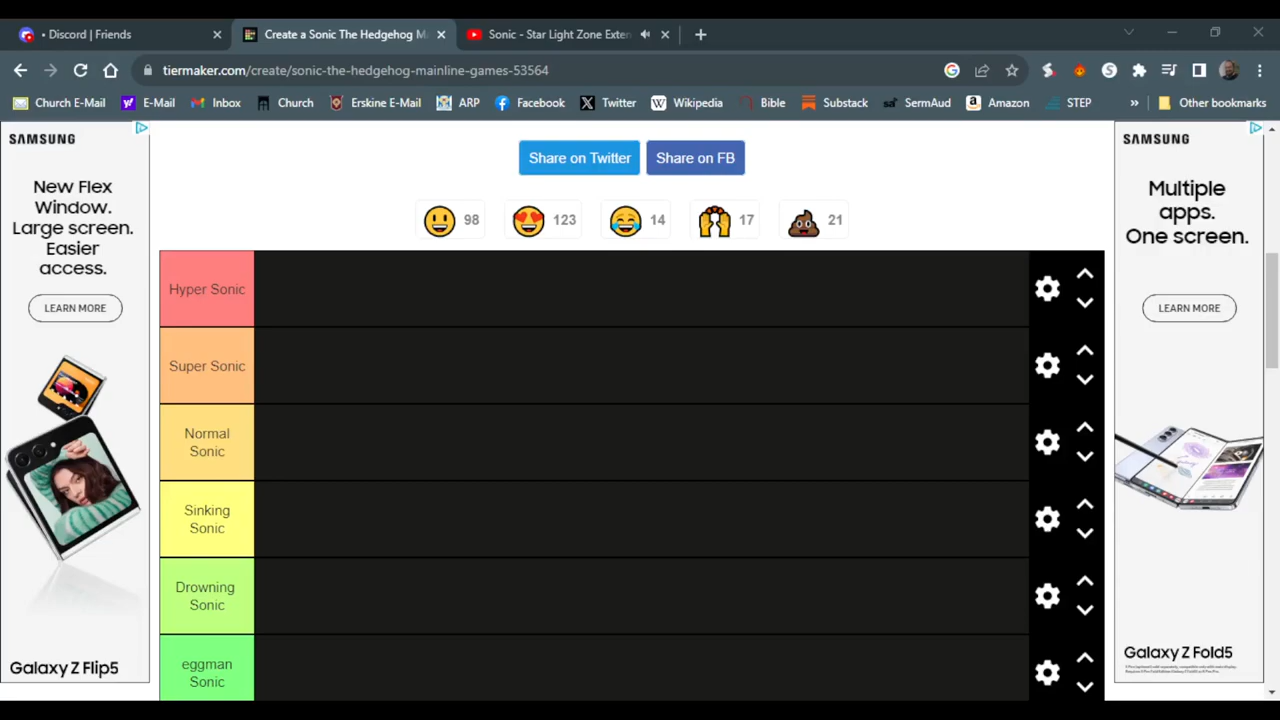 • Discord | Friends
Create a Sonic The Hedgehog Ma
Sonic - Star Light Zone Exten
tiermaker.com/create/sonic-the-hedgehog-mainline-games-53564
Church E-Mail
E-Mail
Inbox
Church
Erskine E-Mail
ARP
Facebook
Twitter
Wikipedia
Bible
Substack
SermAud
Amazon
STEP
»
Other bookmarks
SAMSUNG
New Flex
Window.
Large screen.
Easier
access.
LEARN MORE
Galaxy Z Flip5
Share on Twitter
Share on FB
98
123
14
17
21
Hyper Sonic
Super Sonic
Normal
Sonic
Sinking
Sonic
Drowning
Sonic
eggman
Sonic
SAMSUNG
Multiple
apps.
One screen.
LEARN MORE
Galaxy Z Fold5